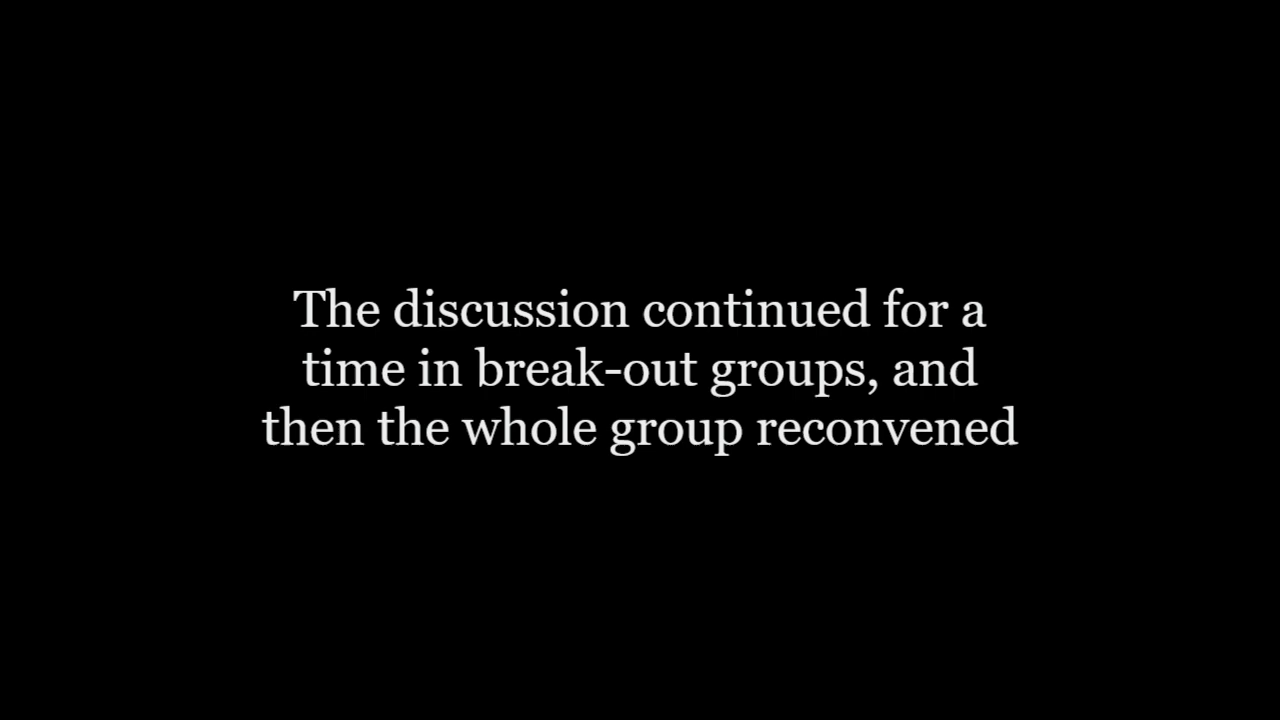 The discussion continued for a
time in break-out groups, and
then the whole group reconvened